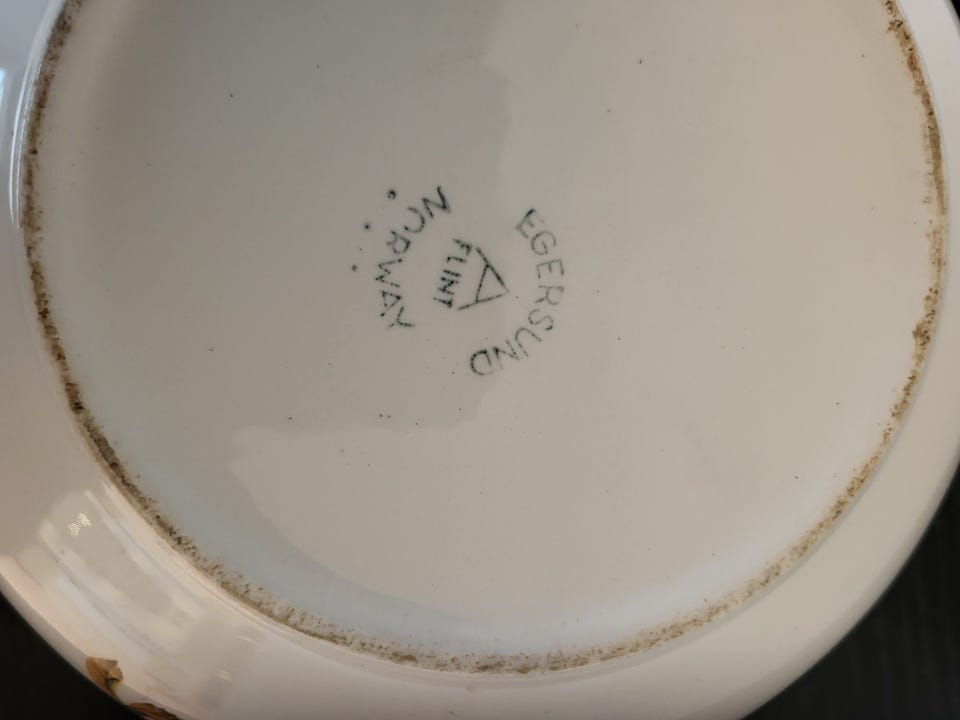 EGERSUND
A
FLINT
NORWAY